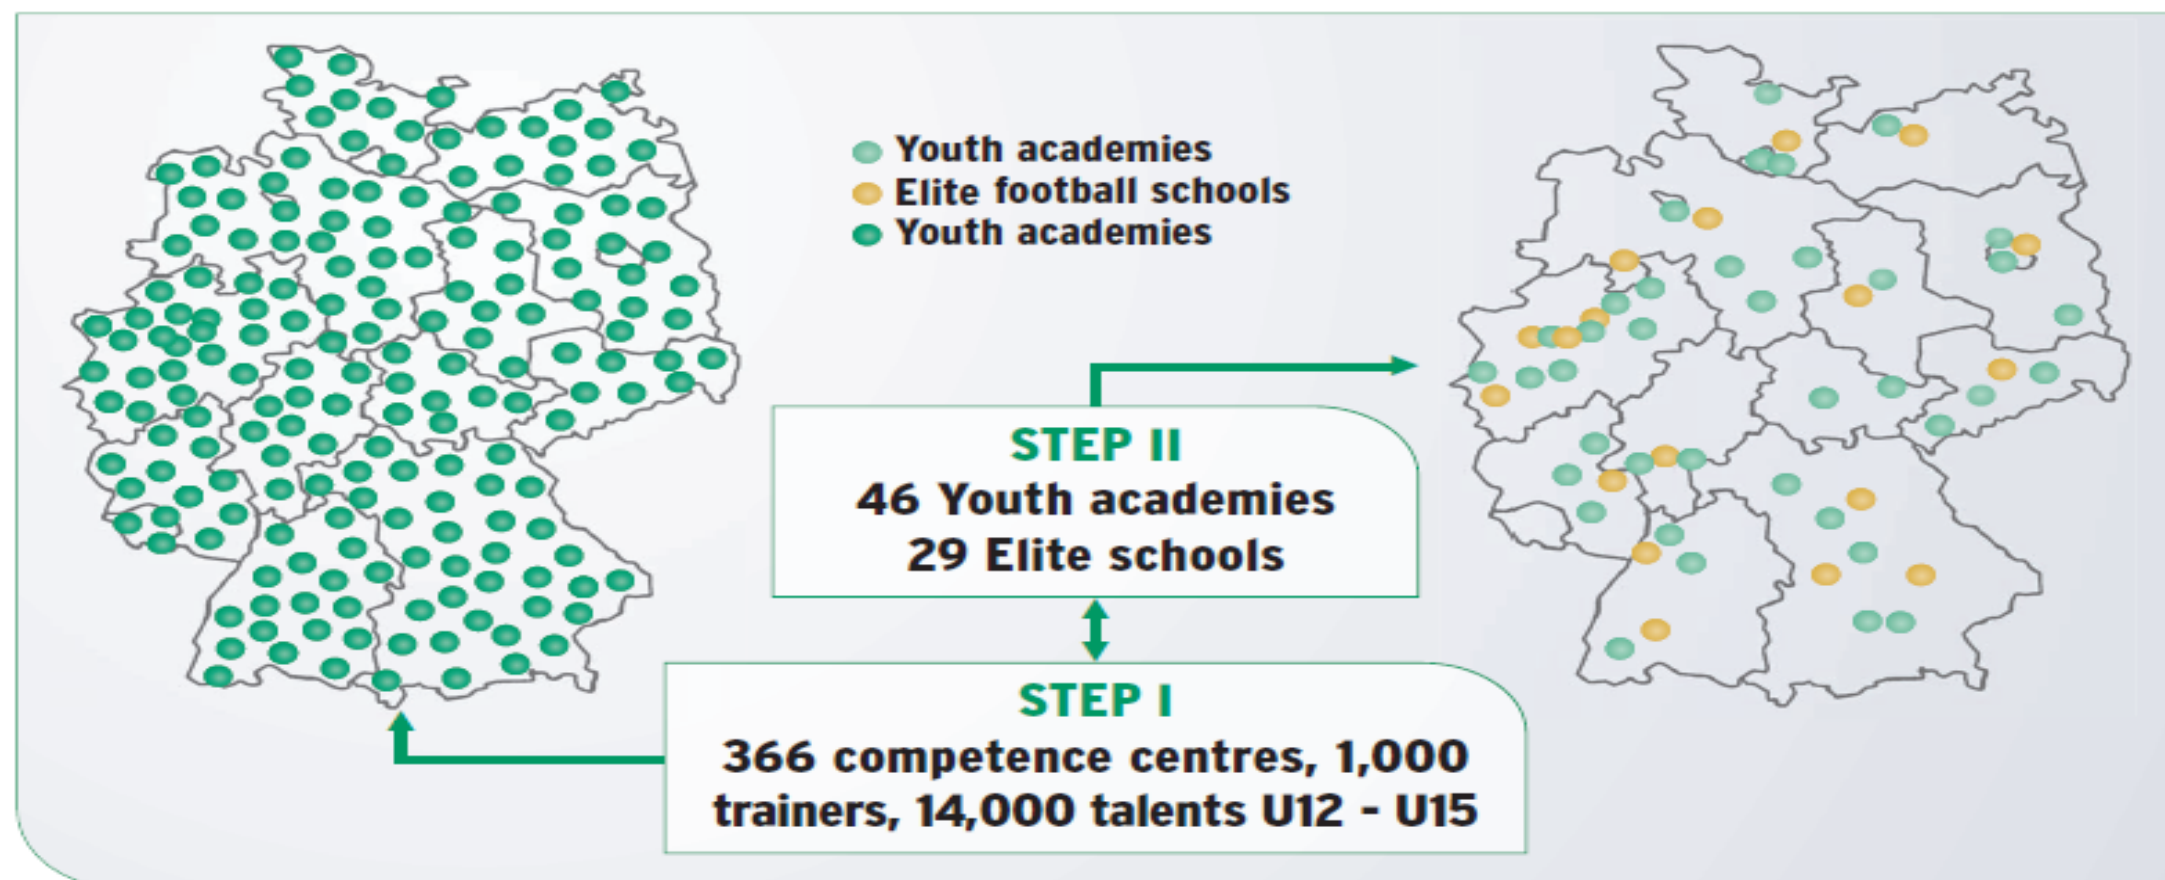 Youth academies
Elite football schools
Youth academies
STEP II
46 Youth academies
29 Elite schools
STEP I
366 competence centres, 1,000
trainers, 14,000 talents U12 - U15